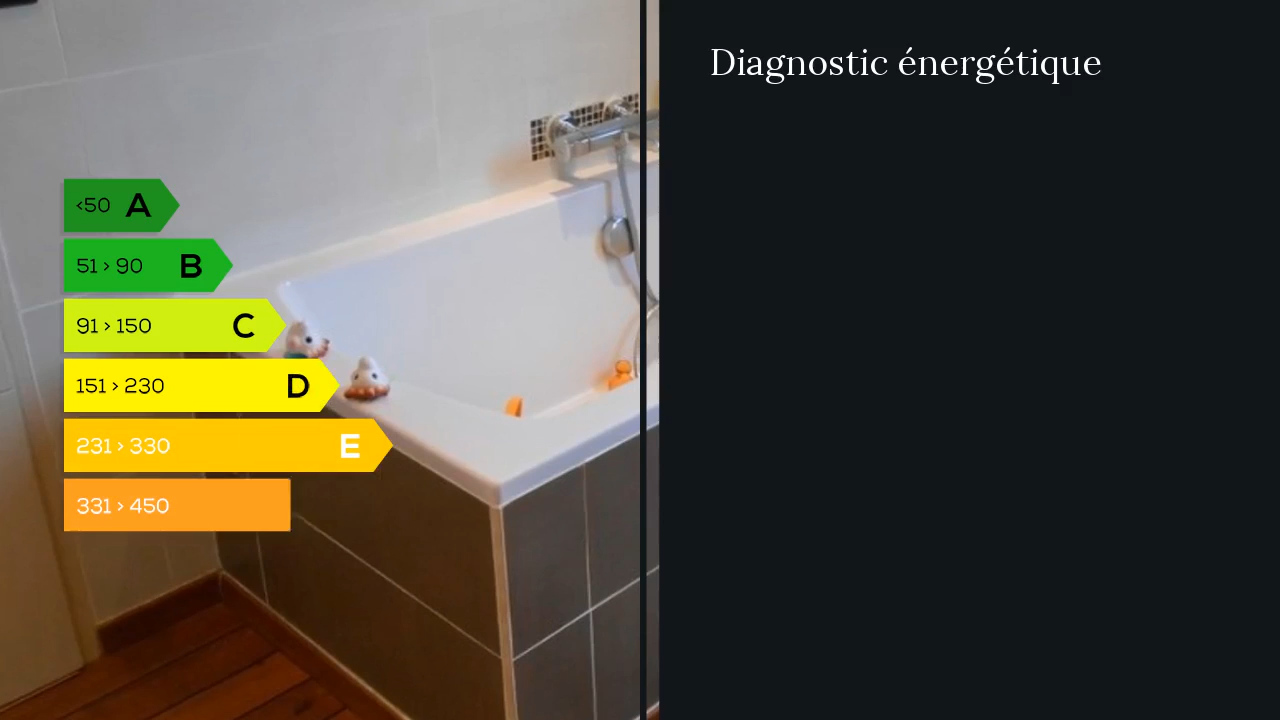 Diagnostic énergétique
<50 A
51 > 90 B
91 > 150 C
151 > 230 D
231 > 330 E
331 > 450